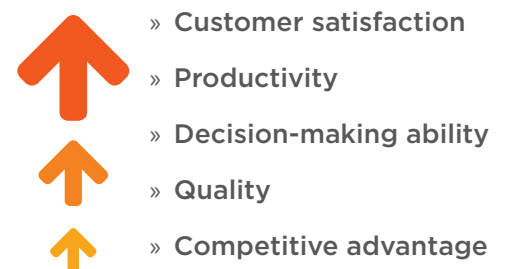 » Customer satisfaction
» Productivity
» Decision-making ability
» Quality
» Competitive advantage